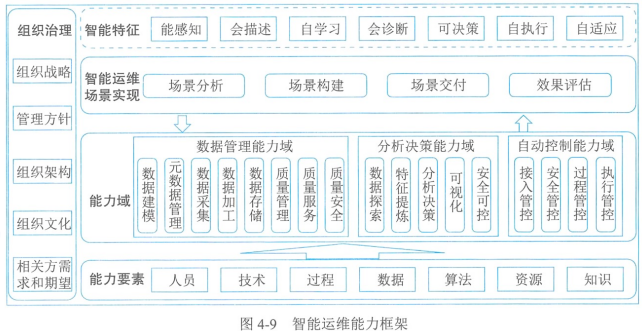 组织治理
组织战略
管理方针
组织架构
组织文化
相关方需
求和期望
智能特征
能感知
会描述
自学习
会诊断
可决策
自执行
自适应
智能运维
场景实现
场景分析
场景构建
场景交付
效果评估
能力域
数据管理能力域
数据建模
元数据管理
数据采集
数据加工
数据存储
质量管理
质量服务
质量安全
分析决策能力域
数据探索
特征提炼
分析决策
可视化
安全可控
自动控制能力域
接入管控
安全管控
过程管控
执行管控
能力要素
人员
技术
过程
数据
算法
资源
知识
图 4-9 智能运维能力框架